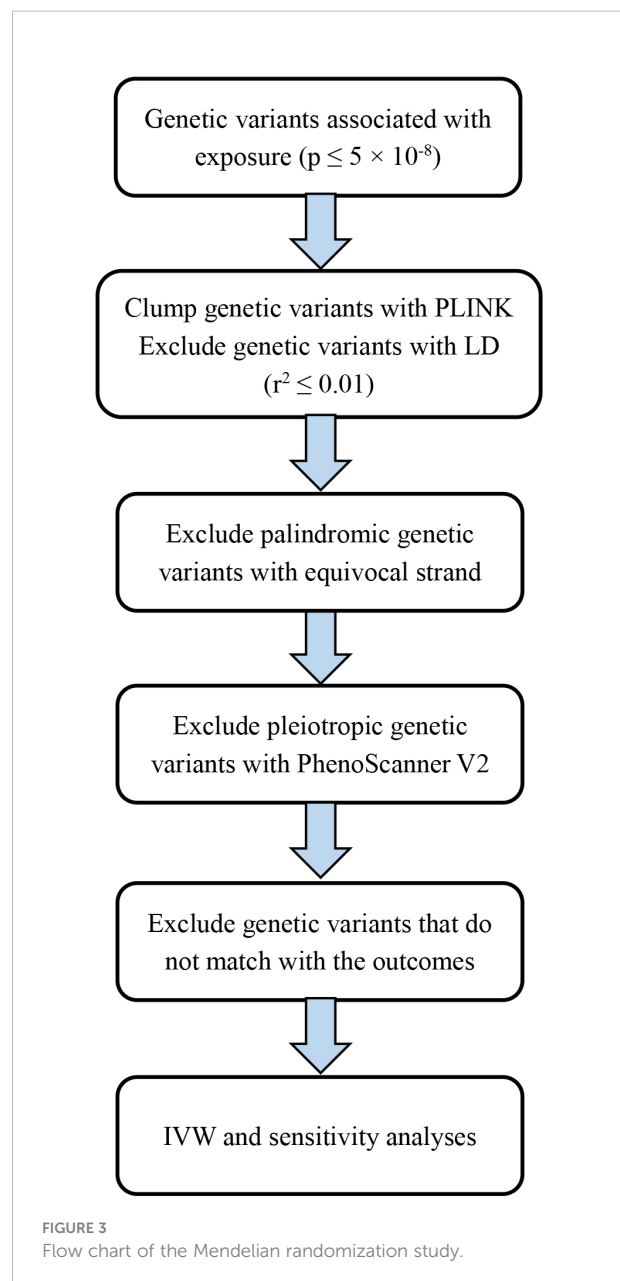 Genetic variants associated with
exposure (p ≤ 5 × 10⁻⁸)
Clump genetic variants with PLINK
Exclude genetic variants with LD
(r² ≤ 0.01)
Exclude palindromic genetic
variants with equivocal strand
Exclude pleiotropic genetic
variants with PhenoScanner V2
Exclude genetic variants that do
not match with the outcomes
IVW and sensitivity analyses
FIGURE 3
Flow chart of the Mendelian randomization study.